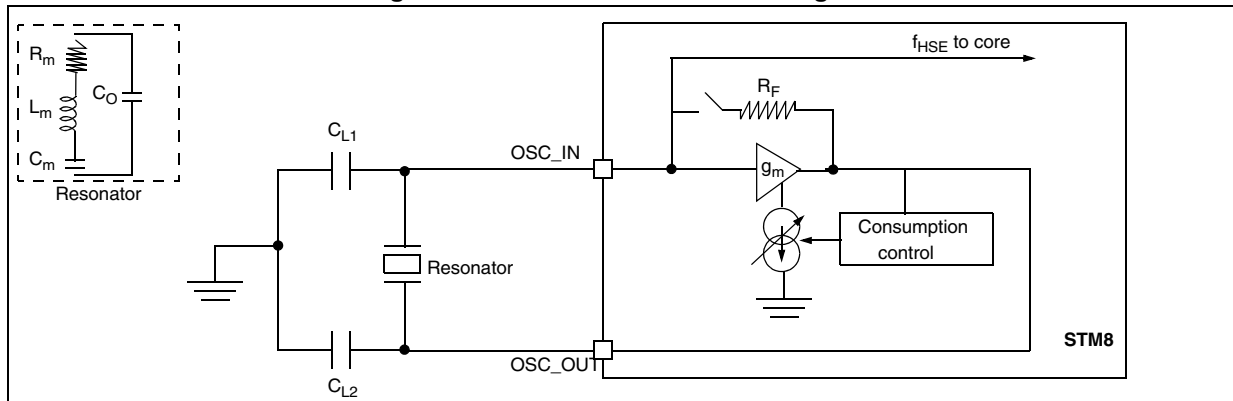 R_m
L_m
C_O
C_m
Resonator
C_L1
C_L2
Resonator
OSC_IN
OSC_OUT
f_HSE to core
R_F
g_m
Consumption
control
STM8